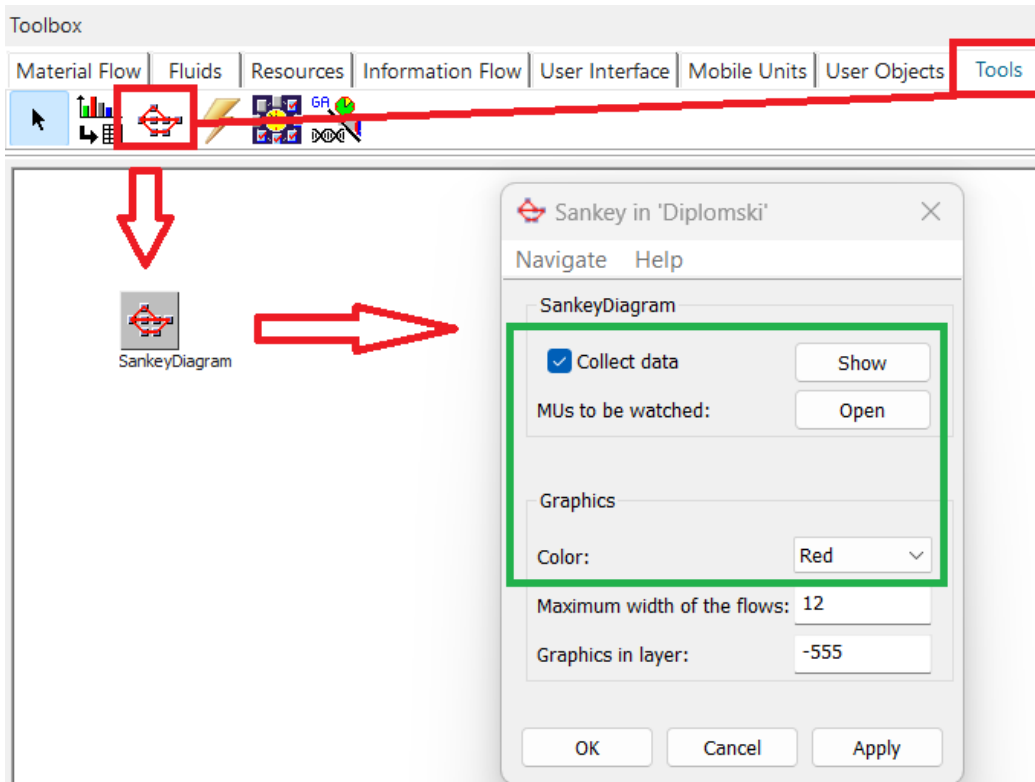 Toolbox
Material Flow Fluids Resources Information Flow User Interface Mobile Units User Objects Tools
GA
SankeyDiagram
Sankey in 'Diplomski'
Navigate Help
SankeyDiagram
Collect data Show
MUs to be watched: Open
Graphics
Color: Red
Maximum width of the flows: 12
Graphics in layer: -555
OK Cancel Apply